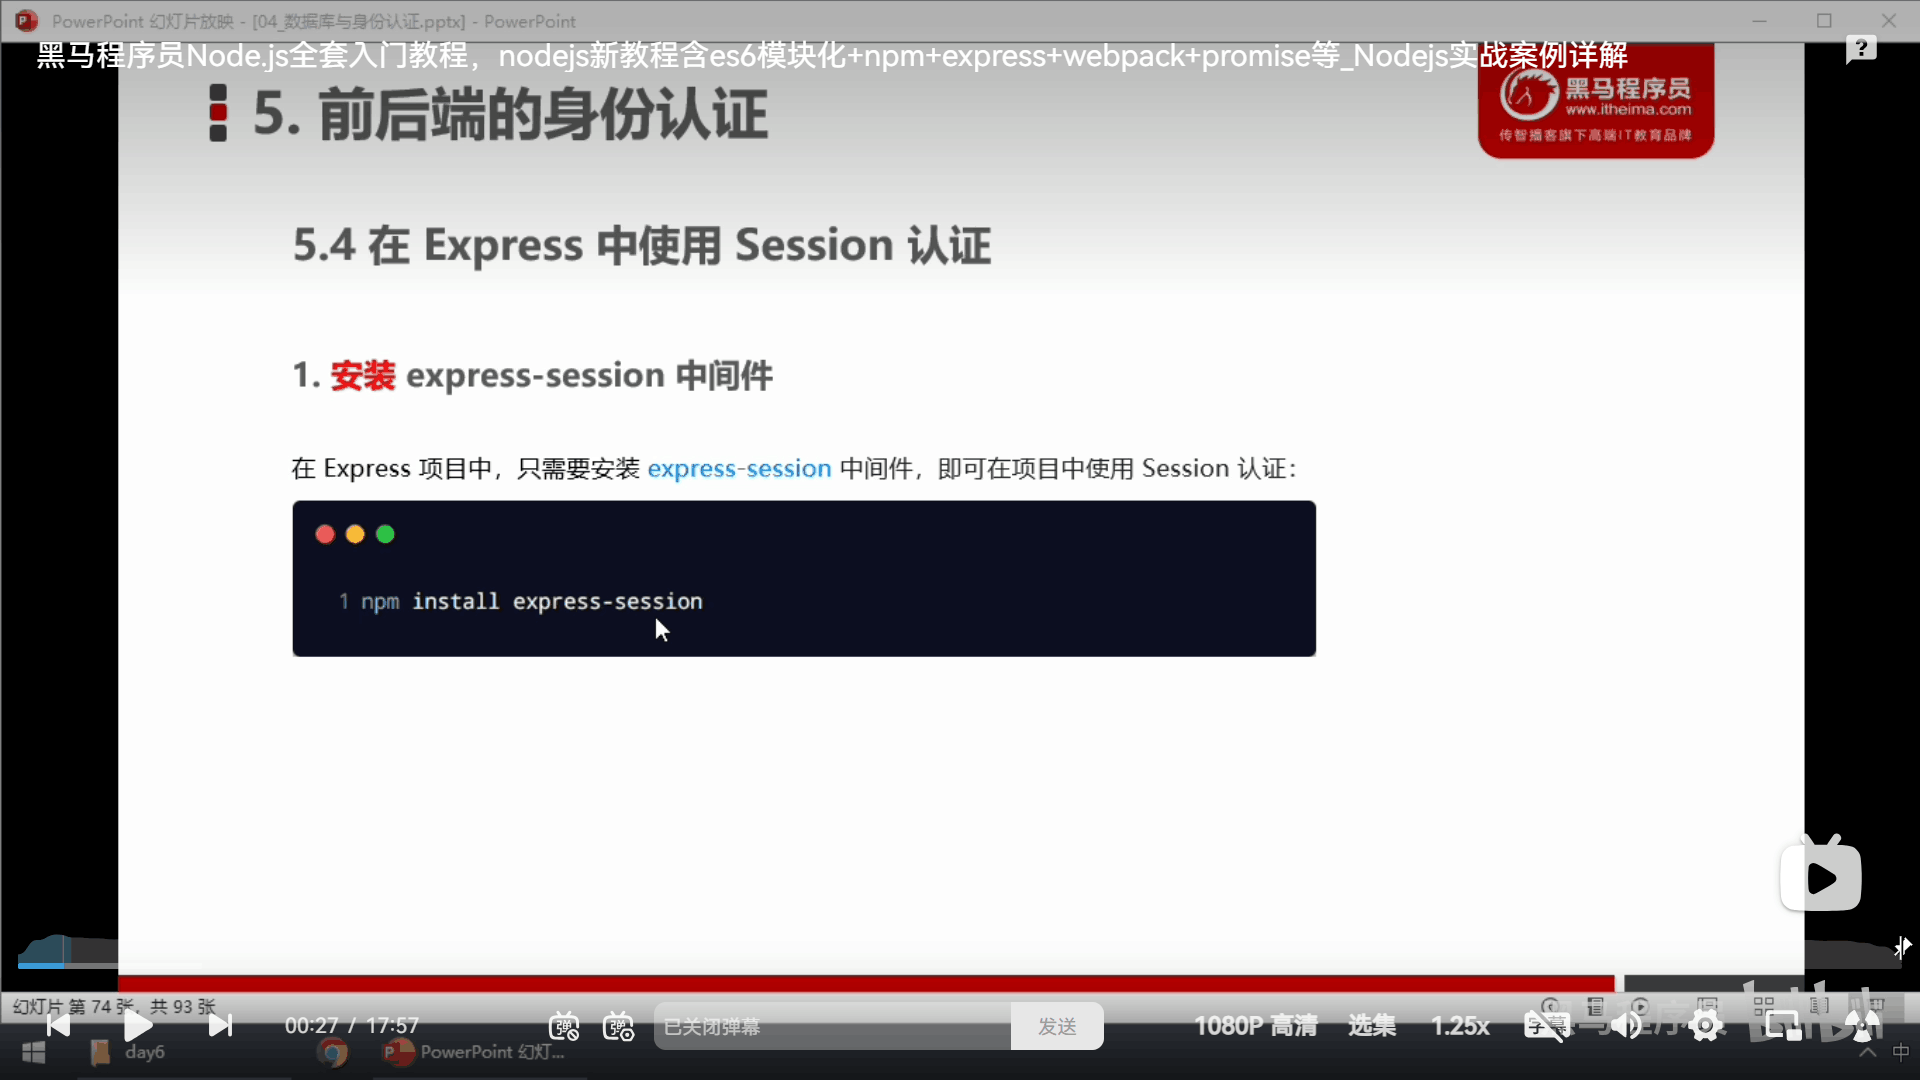 PowerPoint 幻灯片放映 - [04_数据库与身份认证.pptx] - PowerPoint
黑马程序员Node.js全套入门教程，nodejs新教程含es6模块化+npm+express+webpack+promise等_Nodejs实战案例详解
黑马程序员
www.itheima.com
传智播客旗下高端IT教育品牌
5. 前后端的身份认证
5.4 在 Express 中使用 Session 认证
1. 安装 express-session 中间件
在 Express 项目中，只需要安装 express-session 中间件，即可在项目中使用 Session 认证：
1 npm install express-session
幻灯片 第 74 张，共 93 张
00:27 / 17:57
弹
弹
已关闭弹幕
发送
1080P 高清
选集
1.25x
字幕
day6
PowerPoint 幻灯...
中